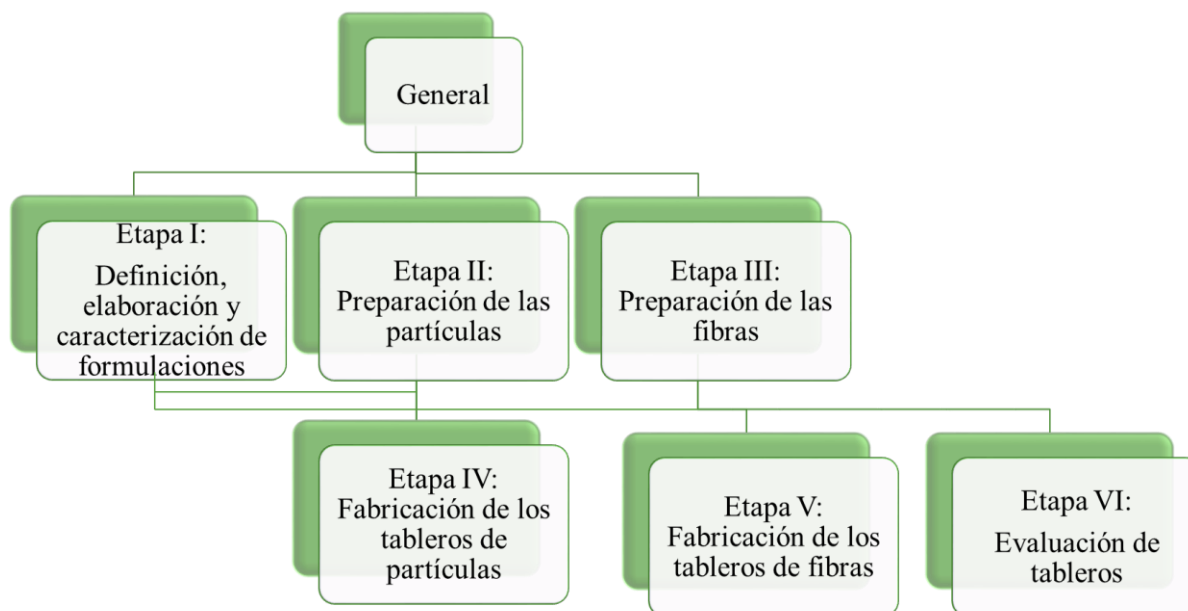 General
Etapa I:
Definición,
elaboración y
caracterización de
formulaciones
Etapa II:
Preparación de las
partículas
Etapa III:
Preparación de las
fibras
Etapa IV:
Fabricación de los
tableros de
partículas
Etapa V:
Fabricación de los
tableros de fibras
Etapa VI:
Evaluación de
tableros